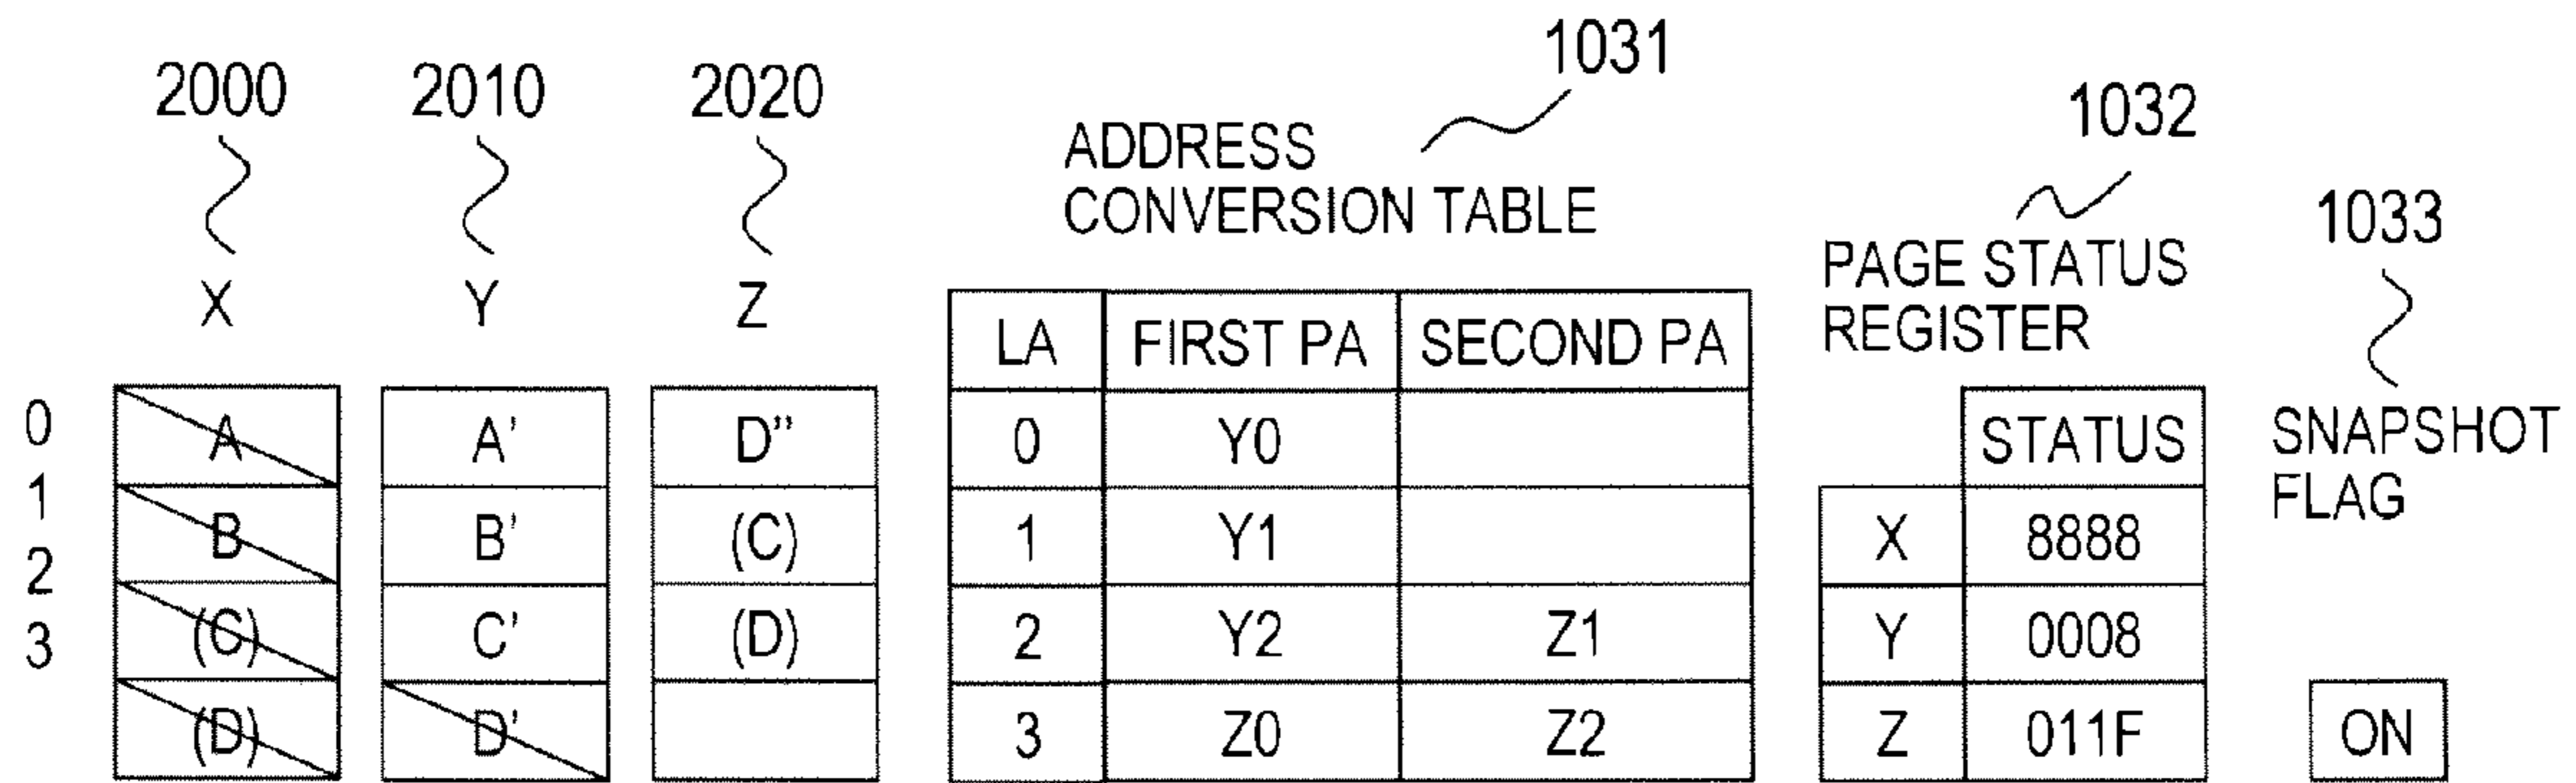 2000 2010 2020
X Y Z
0 A A' D"
1 B B' (C)
2 (C) C' (D)
3 (D) D'
1031
ADDRESS
CONVERSION TABLE
LA FIRST PA SECOND PA
0 Y0
1 Y1
2 Y2 Z1
3 Z0 Z2
1032
PAGE STATUS
REGISTER
STATUS
X 8888
Y 0008
Z 011F
1033
SNAPSHOT
FLAG
ON